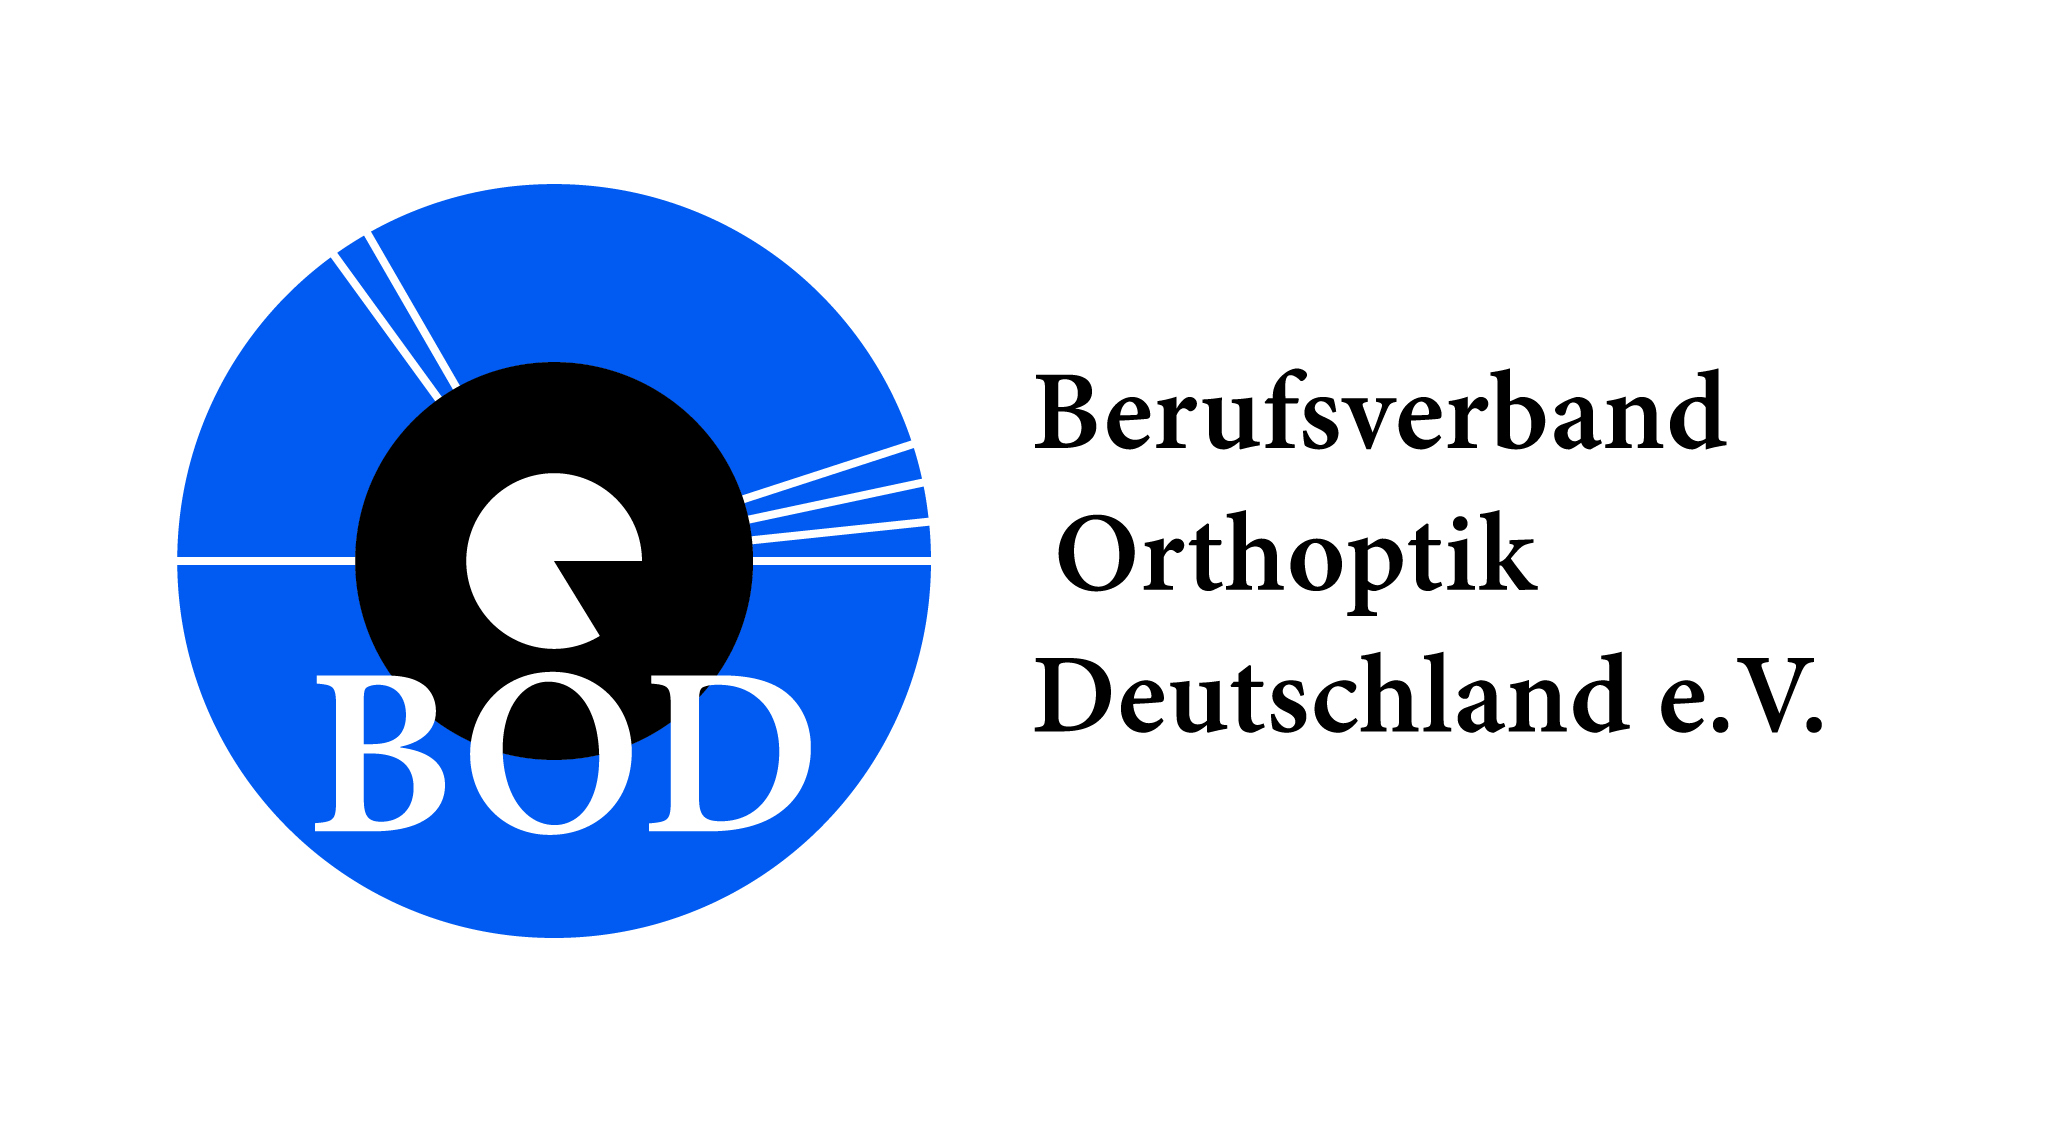 BOD
Berufsverband
Orthoptik
Deutschland e.V.